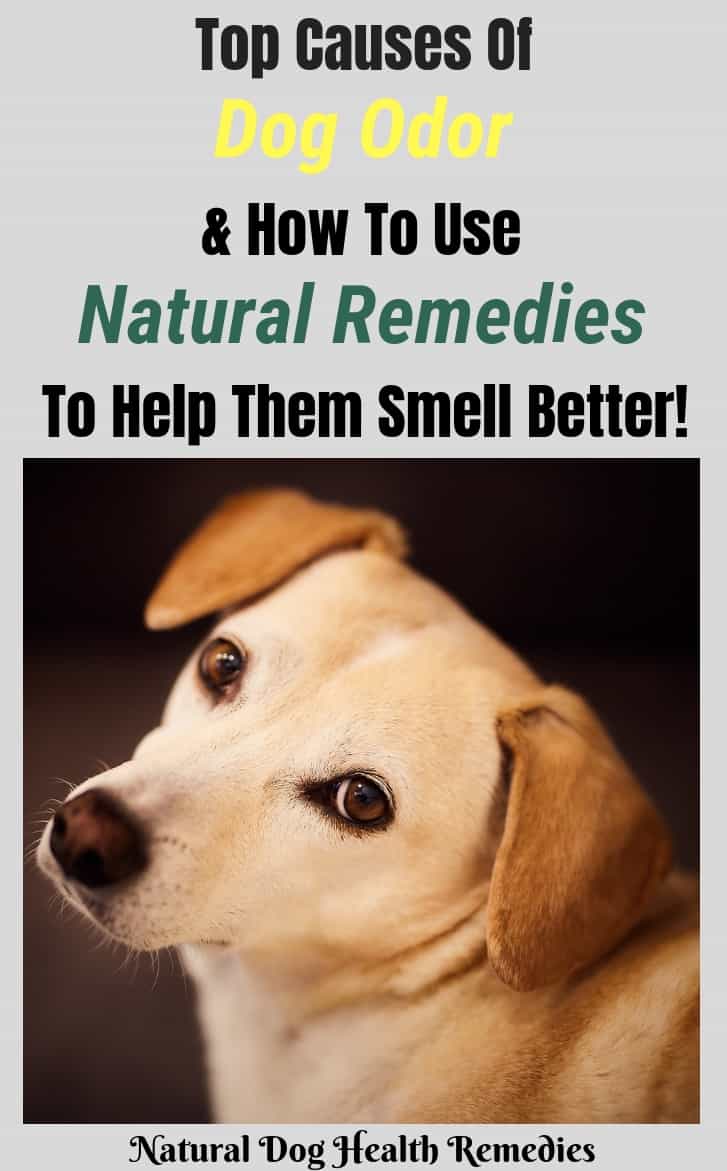 Top Causes Of
Dog Odor
& How To Use
Natural Remedies
To Help Them Smell Better!
Natural Dog Health Remedies